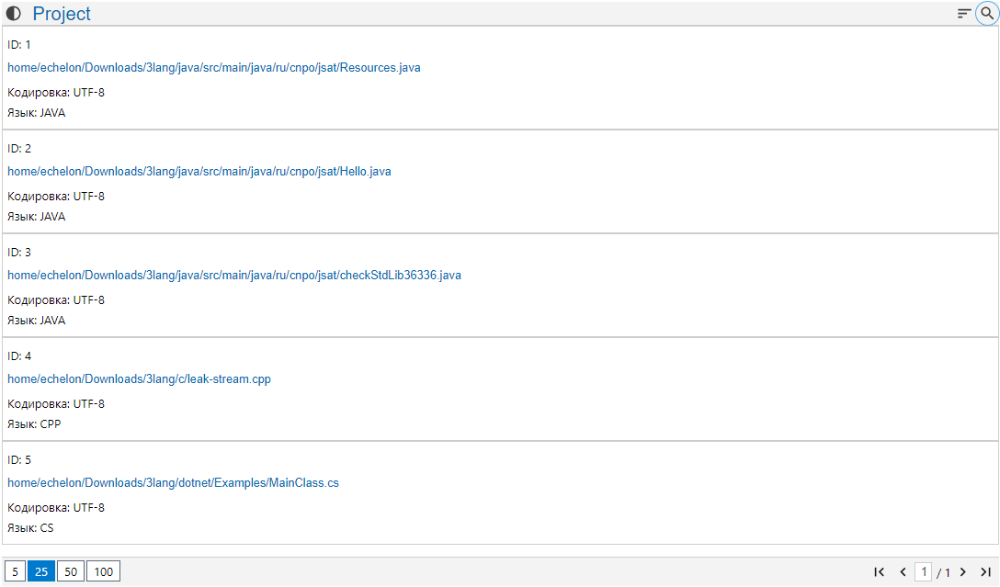 Project
ID: 1
home/echelon/Downloads/3lang/java/src/main/java/ru/cnpo/jsat/Resources.java
Кодировка: UTF-8
Язык: JAVA
ID: 2
home/echelon/Downloads/3lang/java/src/main/java/ru/cnpo/jsat/Hello.java
Кодировка: UTF-8
Язык: JAVA
ID: 3
home/echelon/Downloads/3lang/java/src/main/java/ru/cnpo/jsat/checkStdLib36336.java
Кодировка: UTF-8
Язык: JAVA
ID: 4
home/echelon/Downloads/3lang/c/leak-stream.cpp
Кодировка: UTF-8
Язык: CPP
ID: 5
home/echelon/Downloads/3lang/dotnet/Examples/MainClass.cs
Кодировка: UTF-8
Язык: CS
5 25 50 100 1 / 1